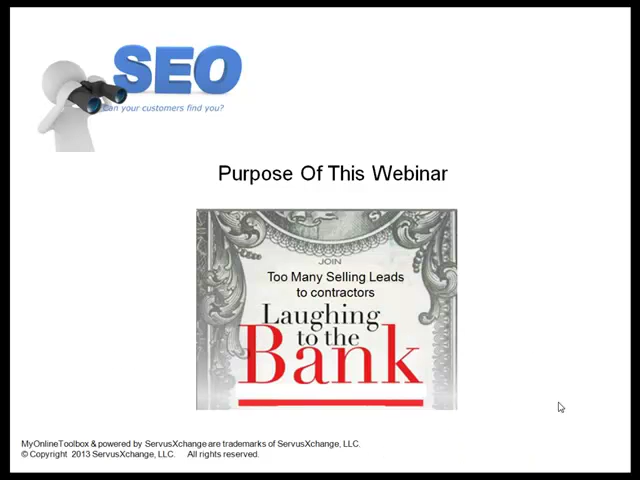 SEO
Can your customers find you?
Purpose Of This Webinar
JOIN
Too Many Selling Leads
to contractors
Laughing
to the
Bank
MyOnlineToolbox & powered by ServusXchange are trademarks of ServusXchange, LLC.
© Copyright 2013 ServusXchange, LLC. All rights reserved.